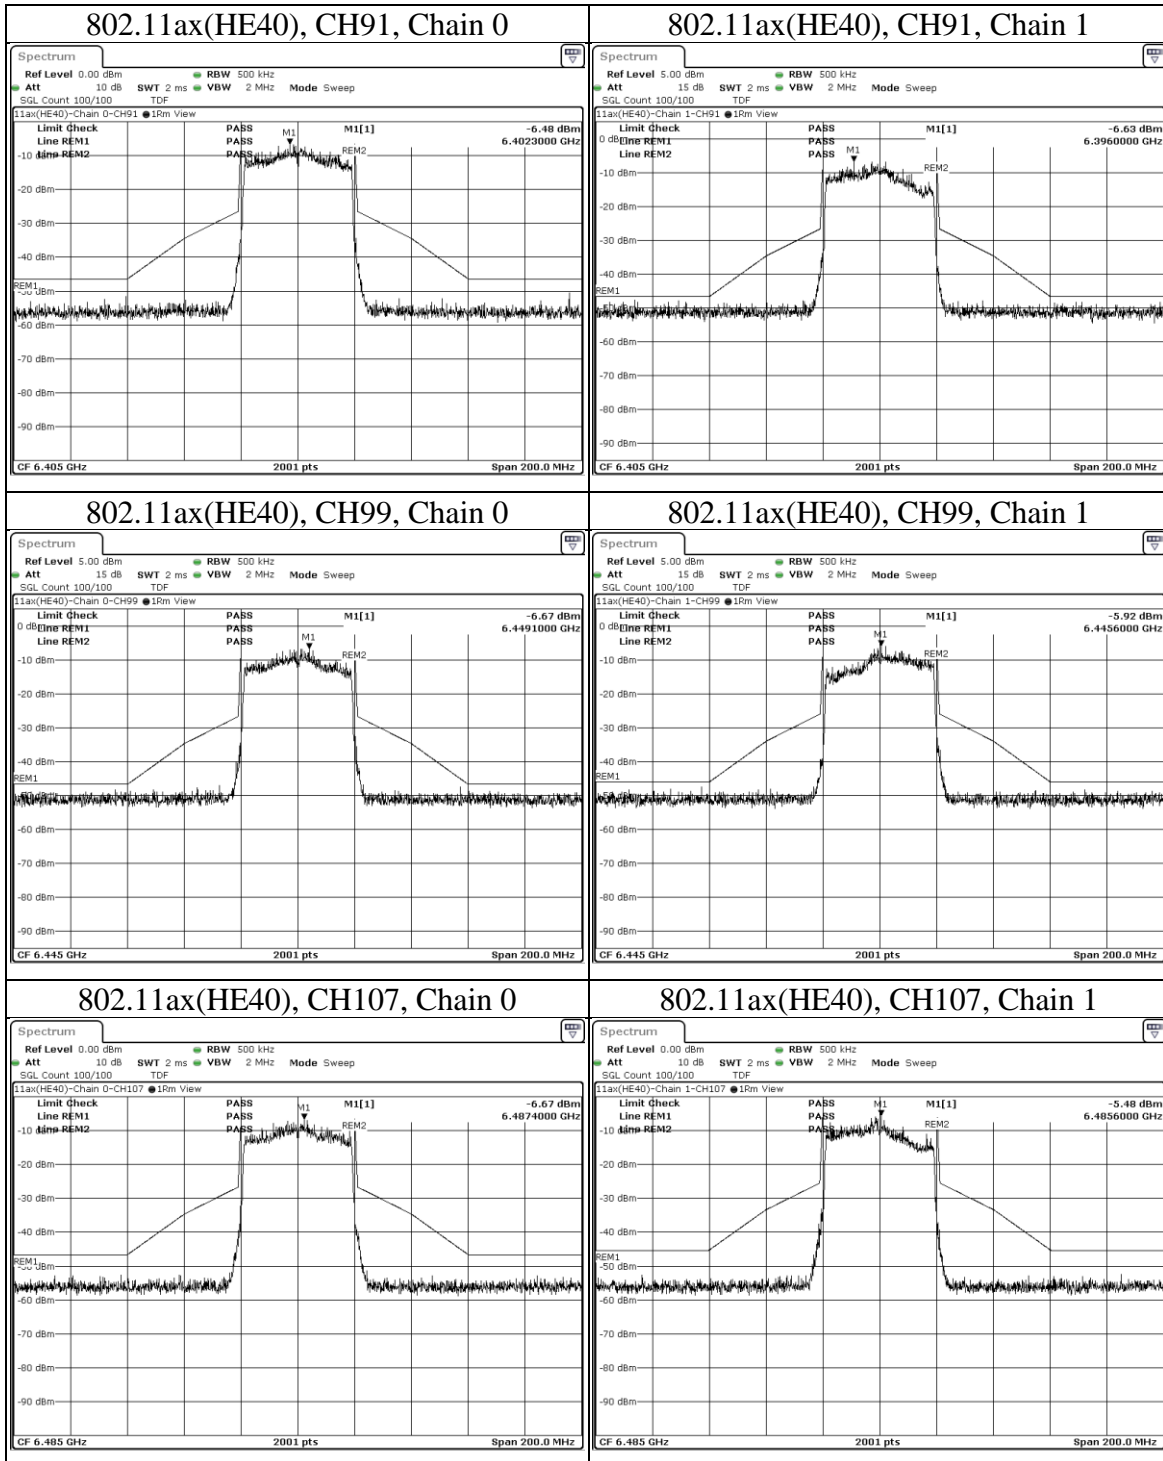 802.11ax(HE40), CH91, Chain 0
Spectrum
Ref Level 0.00 dBm RBW 500 kHz
Att 10 dB SWT 2 ms VBW 2 MHz Mode Sweep
SGL Count 100/100 TDF
11ax(HE40)-Chain 0-CH91 1Rm View
Limit Check PASS M1[1] -6.48 dBm
Line REM1 PASS 6.4023000 GHz
Line REM2 PASS
M1
REM2
-10 dBm
-20 dBm
-30 dBm
-40 dBm
REM1
-50 dBm
-60 dBm
-70 dBm
-80 dBm
-90 dBm
CF 6.405 GHz 2001 pts Span 200.0 MHz
802.11ax(HE40), CH91, Chain 1
Spectrum
Ref Level 5.00 dBm RBW 500 kHz
Att 15 dB SWT 2 ms VBW 2 MHz Mode Sweep
SGL Count 100/100 TDF
11ax(HE40)-Chain 1-CH91 1Rm View
Limit Check PASS M1[1] -6.63 dBm
0 dBm Line REM1 PASS 6.3960000 GHz
Line REM2 PASS
M1
REM2
-10 dBm
-20 dBm
-30 dBm
-40 dBm
REM1
-60 dBm
-70 dBm
-80 dBm
-90 dBm
CF 6.405 GHz 2001 pts Span 200.0 MHz
802.11ax(HE40), CH99, Chain 0
Spectrum
Ref Level 5.00 dBm RBW 500 kHz
Att 15 dB SWT 2 ms VBW 2 MHz Mode Sweep
SGL Count 100/100 TDF
11ax(HE40)-Chain 0-CH99 1Rm View
Limit Check PASS M1[1] -6.67 dBm
0 dBm Line REM1 PASS 6.4491000 GHz
Line REM2 PASS
M1
REM2
-10 dBm
-20 dBm
-30 dBm
-40 dBm
REM1
-60 dBm
-70 dBm
-80 dBm
-90 dBm
CF 6.445 GHz 2001 pts Span 200.0 MHz
802.11ax(HE40), CH99, Chain 1
Spectrum
Ref Level 5.00 dBm RBW 500 kHz
Att 15 dB SWT 2 ms VBW 2 MHz Mode Sweep
SGL Count 100/100 TDF
11ax(HE40)-Chain 1-CH99 1Rm View
Limit Check PASS M1[1] -5.92 dBm
0 dBm Line REM1 PASS 6.4456000 GHz
Line REM2 PASS
M1
REM2
-10 dBm
-20 dBm
-30 dBm
-40 dBm
REM1
-60 dBm
-70 dBm
-80 dBm
-90 dBm
CF 6.445 GHz 2001 pts Span 200.0 MHz
802.11ax(HE40), CH107, Chain 0
Spectrum
Ref Level 0.00 dBm RBW 500 kHz
Att 10 dB SWT 2 ms VBW 2 MHz Mode Sweep
SGL Count 100/100 TDF
11ax(HE40)-Chain 0-CH107 1Rm View
Limit Check PASS M1[1] -6.67 dBm
Line REM1 PASS 6.4874000 GHz
Line REM2 PASS
M1
REM2
-10 dBm
-20 dBm
-30 dBm
-40 dBm
REM1
-50 dBm
-60 dBm
-70 dBm
-80 dBm
-90 dBm
CF 6.485 GHz 2001 pts Span 200.0 MHz
802.11ax(HE40), CH107, Chain 1
Spectrum
Ref Level 0.00 dBm RBW 500 kHz
Att 10 dB SWT 2 ms VBW 2 MHz Mode Sweep
SGL Count 100/100 TDF
11ax(HE40)-Chain 1-CH107 1Rm View
Limit Check PASS M1[1] -5.48 dBm
Line REM1 PASS 6.4856000 GHz
Line REM2 PASS
M1
REM2
-10 dBm
-20 dBm
-30 dBm
-40 dBm
REM1
-50 dBm
-60 dBm
-70 dBm
-80 dBm
-90 dBm
CF 6.485 GHz 2001 pts Span 200.0 MHz